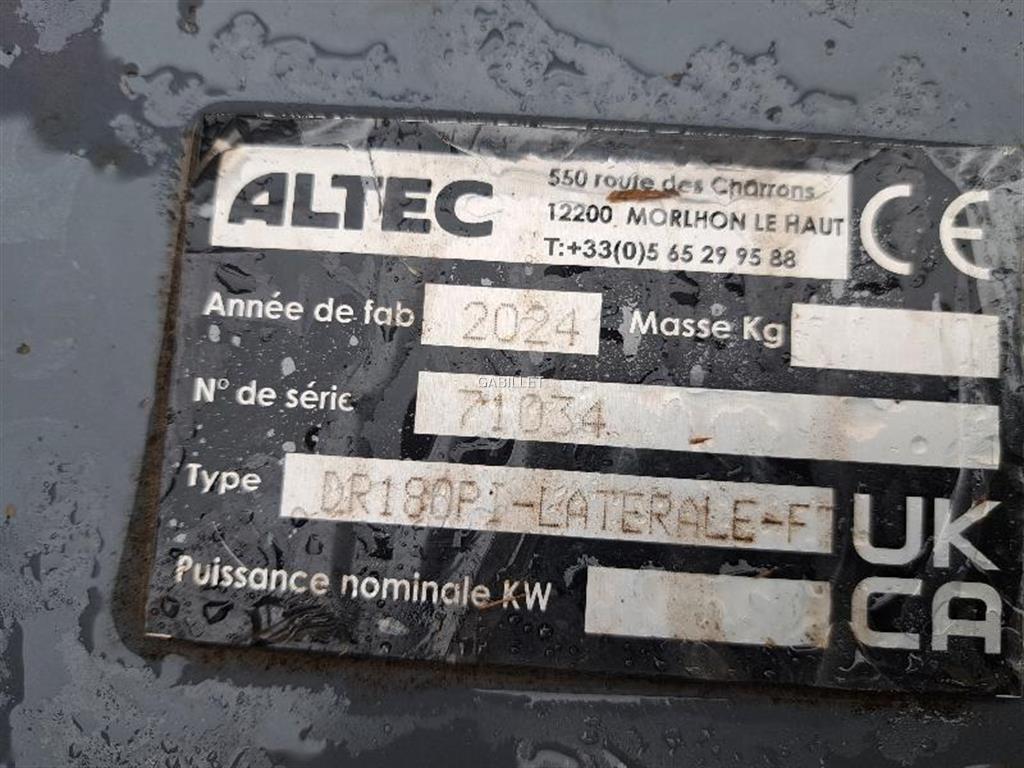 ALTEC
550 route des Charrons
12200 MORLHON LE HAUT
T:+33(0)5 65 29 95 88
CE
Année de fab 2024 Masse Kg
GABILLET
N° de série 71034
Type DR180PI-LATERALE-FT
Puissance nominale KW
UK
CA